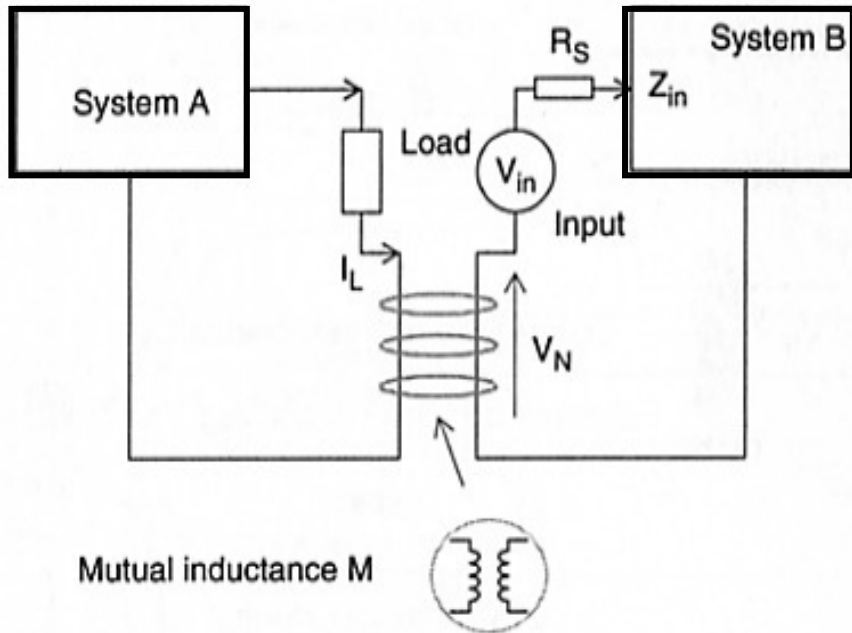 System A
System B
R_S
Z_in
Load
V_in
Input
I_L
V_N
Mutual inductance M